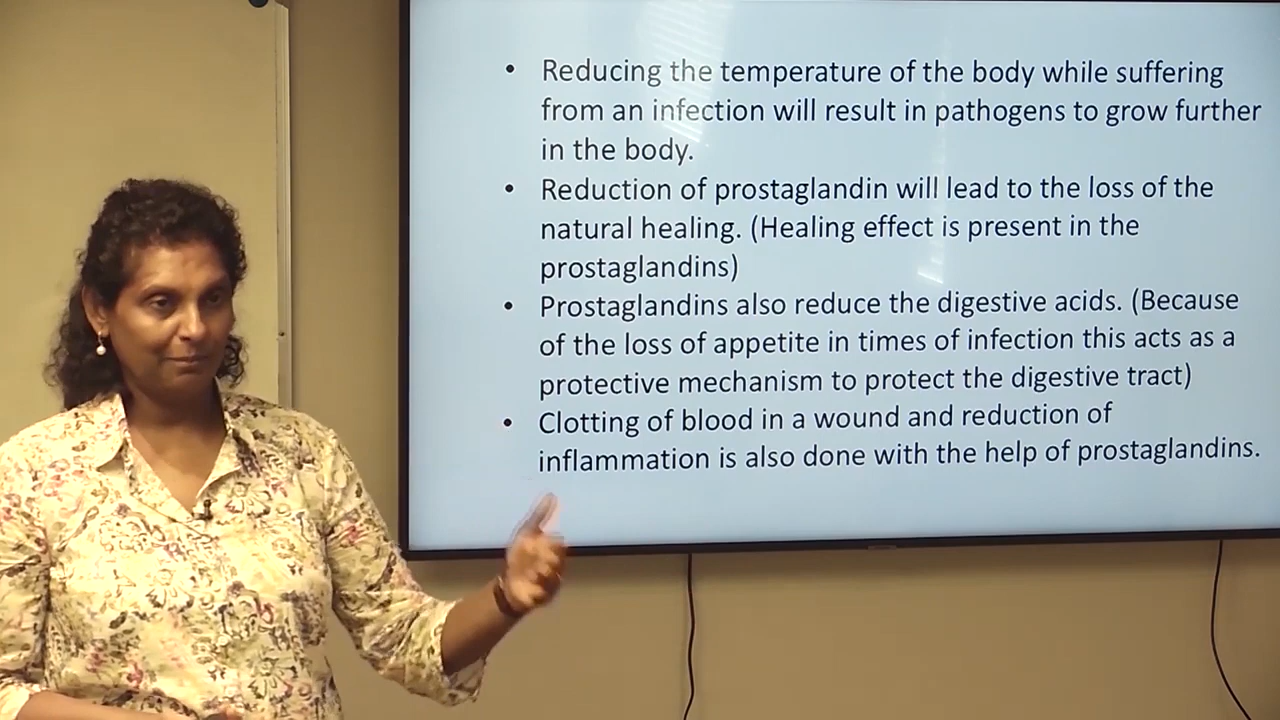 • Reducing the temperature of the body while suffering
from an infection will result in pathogens to grow further
in the body.
• Reduction of prostaglandin will lead to the loss of the
natural healing. (Healing effect is present in the
prostaglandins)
• Prostaglandins also reduce the digestive acids. (Because
of the loss of appetite in times of infection this acts as a
protective mechanism to protect the digestive tract)
• Clotting of blood in a wound and reduction of
inflammation is also done with the help of prostaglandins.